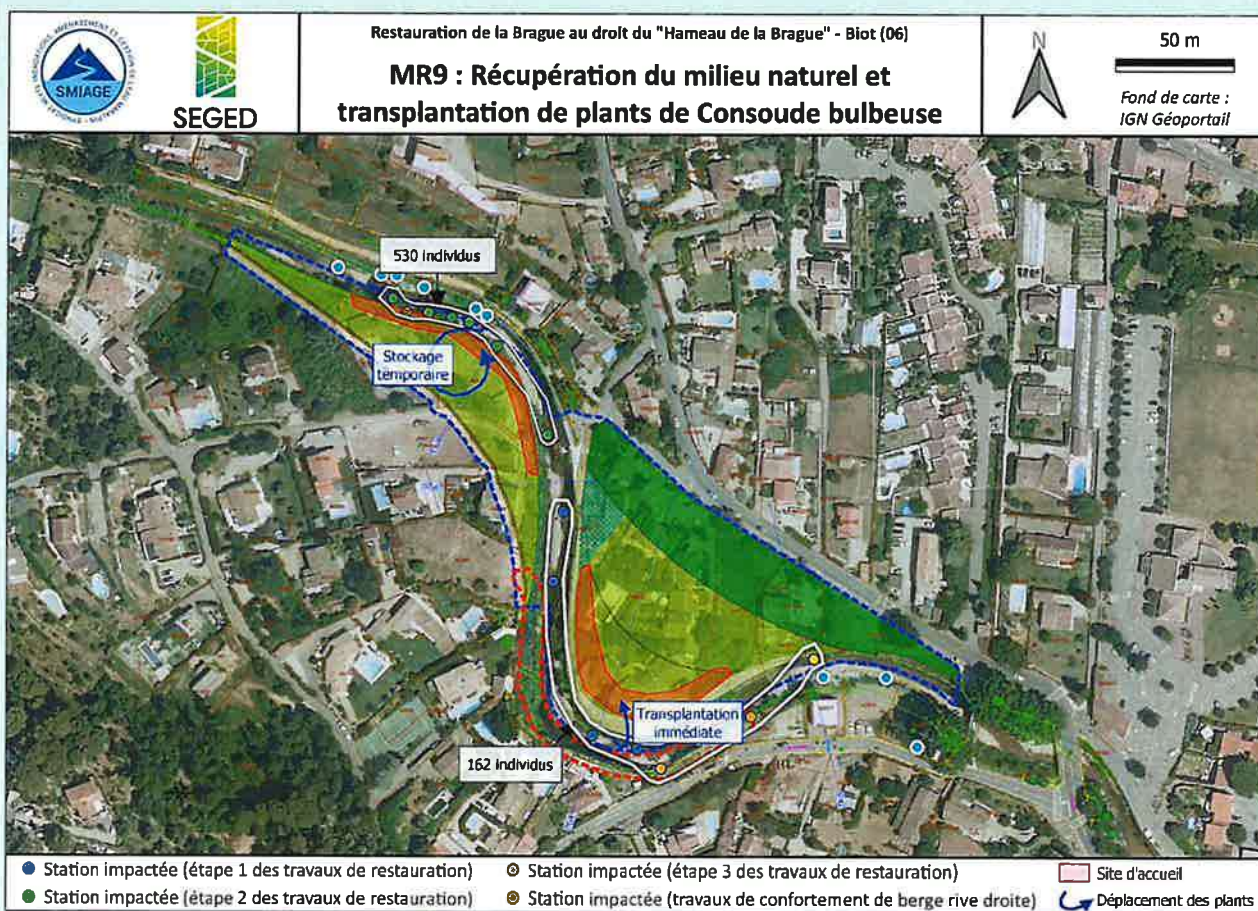 SMIAGE
SEGED
Restauration de la Brague au droit du "Hameau de la Brague" - Biot (06)
MR9 : Récupération du milieu naturel et
transplantation de plants de Consoude bulbeuse
N
50 m
Fond de carte :
IGN Géoportail
530 individus
Stockage
temporaire
Transplantation
immédiate
162 individus
Station impactée (étape 1 des travaux de restauration)
Station impactée (étape 3 des travaux de restauration)
Site d'accueil
Station impactée (étape 2 des travaux de restauration)
Station impactée (travaux de confortement de berge rive droite)
Déplacement des plants